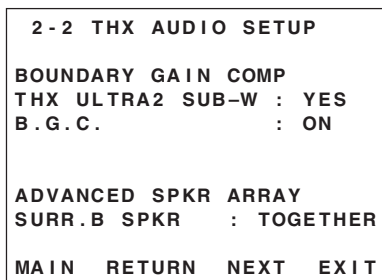 2-2 THX AUDIO SETUP
BOUNDARY GAIN COMP
THX ULTRA2 SUB–W : YES
B.G.C. : ON
ADVANCED SPKR ARRAY
SURR.B SPKR : TOGETHER
MAIN RETURN NEXT EXIT